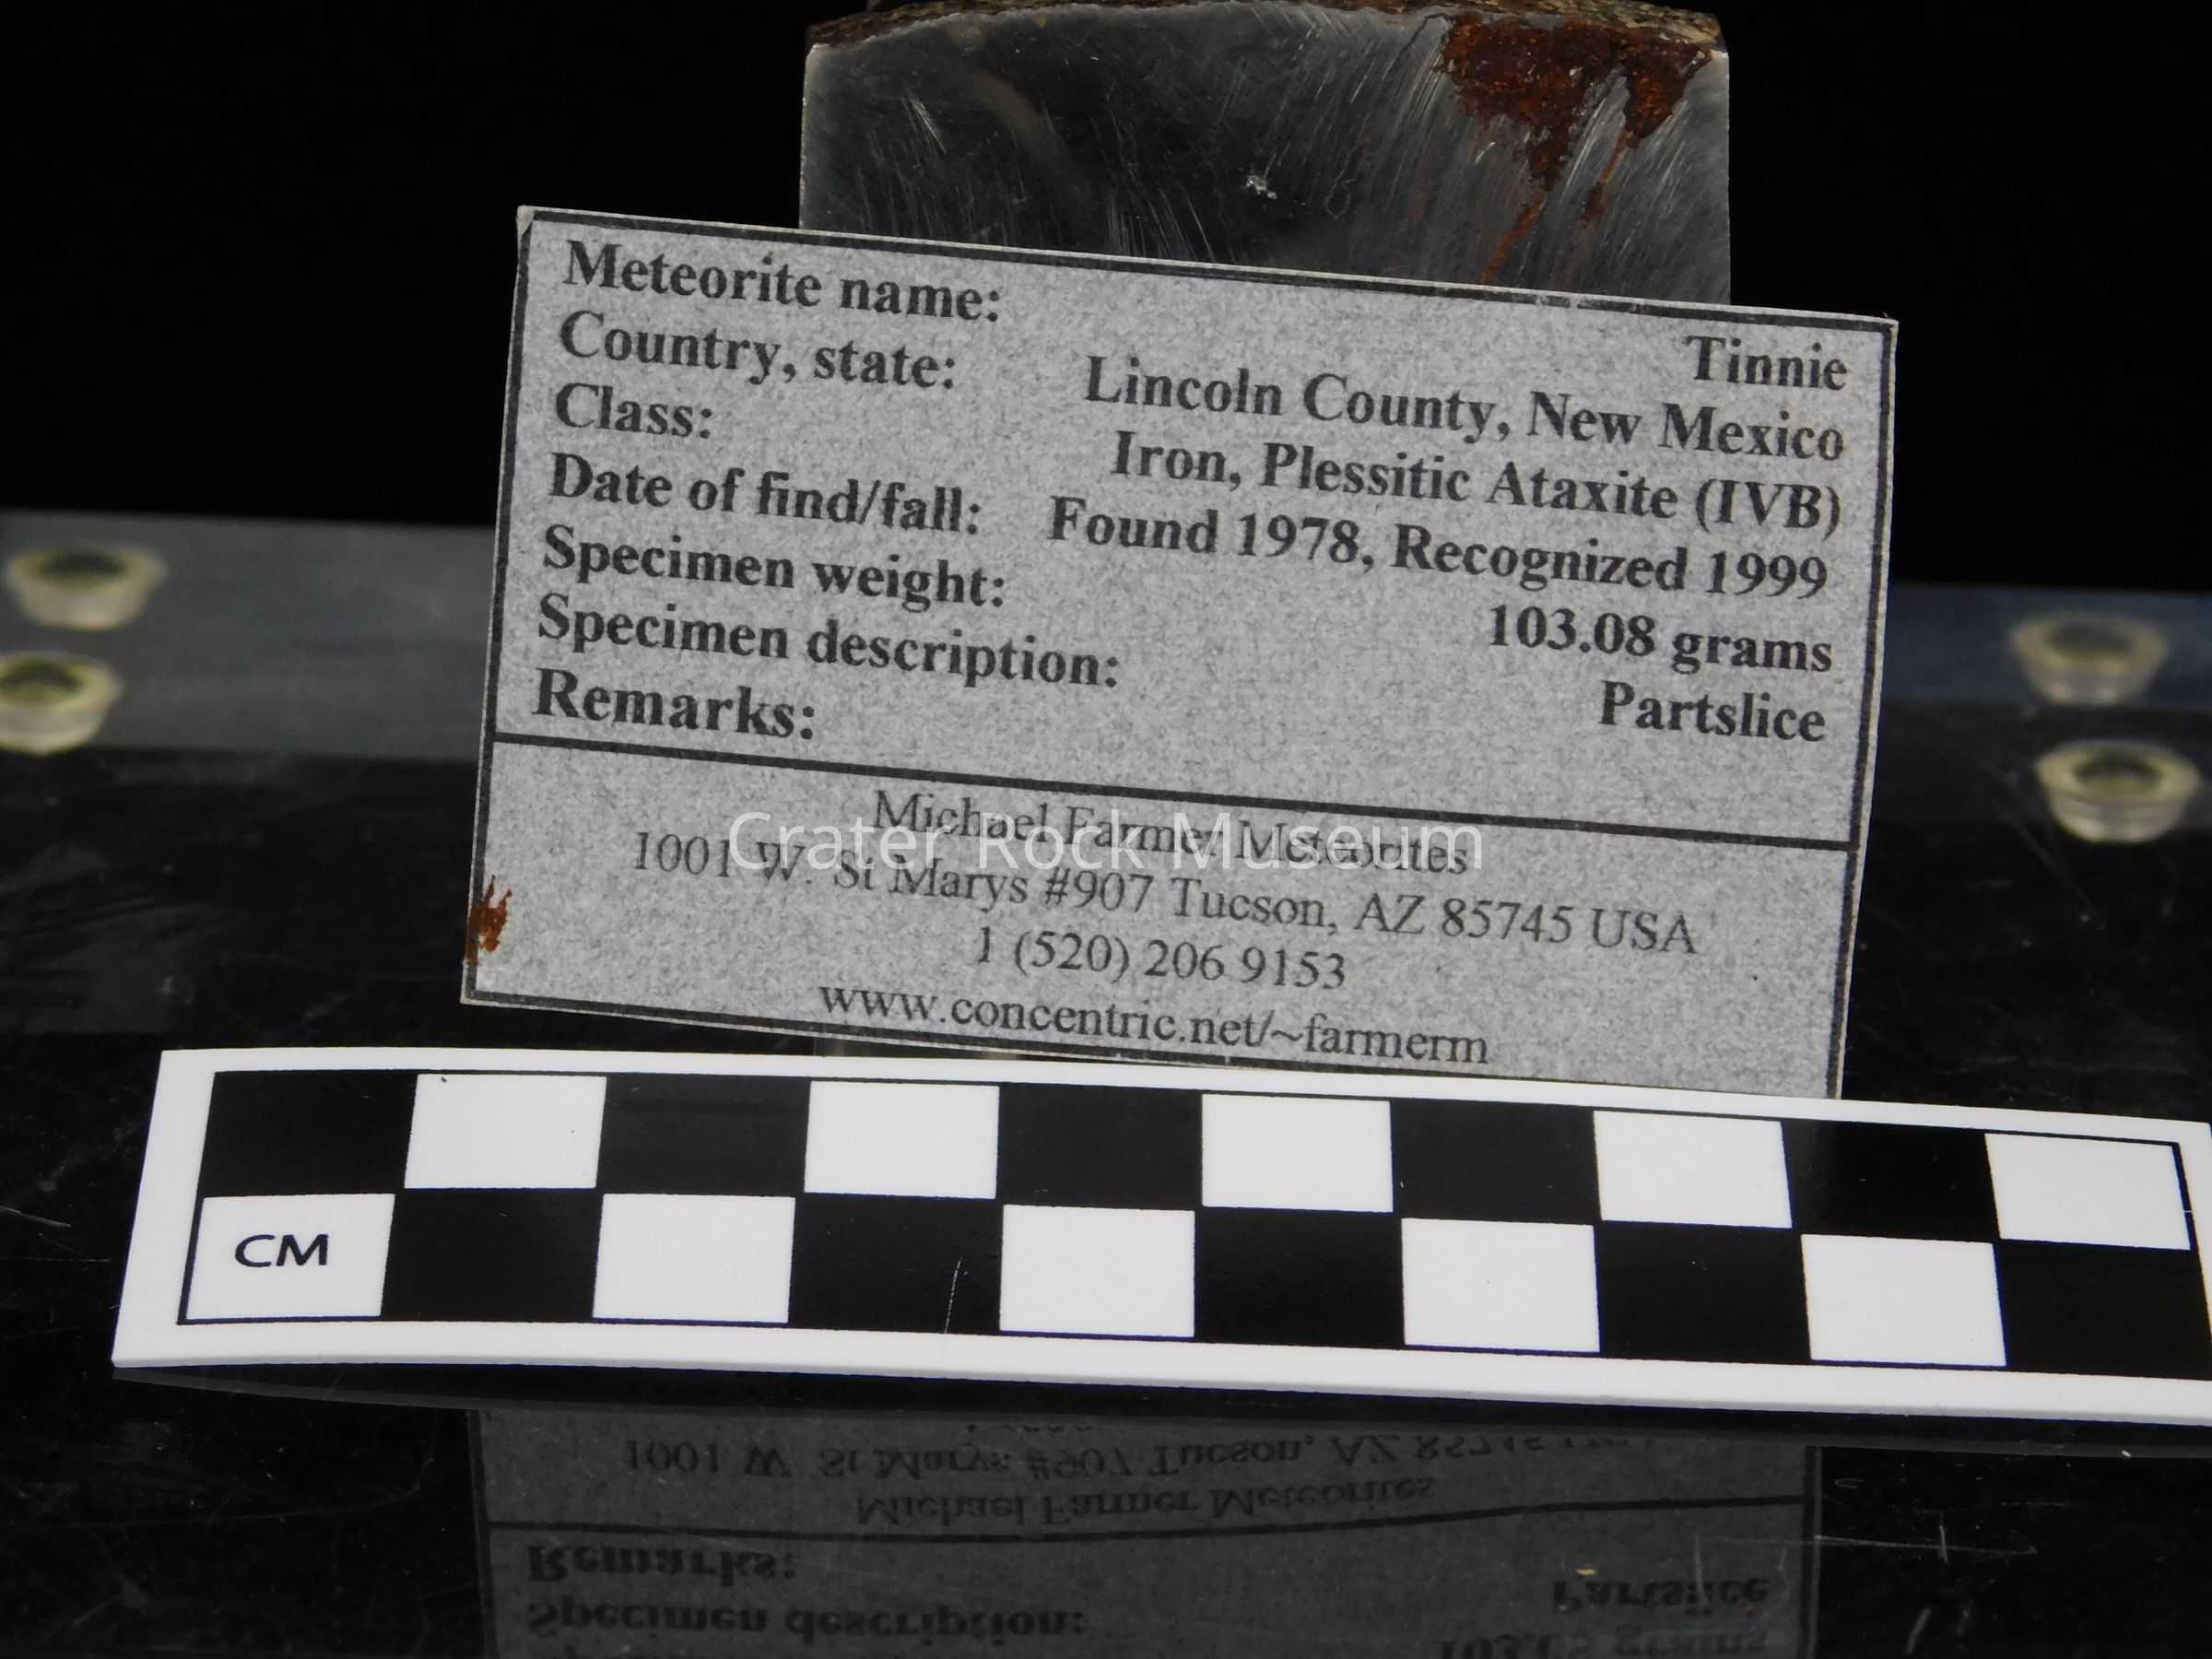 Meteorite name: Tinnie
Country, state: Lincoln County, New Mexico
Class: Iron, Plessitic Ataxite (IVB)
Date of find/fall: Found 1978, Recognized 1999
Specimen weight: 103.08 grams
Specimen description: Partslice
Remarks:
Michael Farmer Meteorites
Crater Rock Museum
1001 W. St Marys #907 Tucson, AZ 85745 USA
1 (520) 206 9153
www.concentric.net/~farmerm
CM